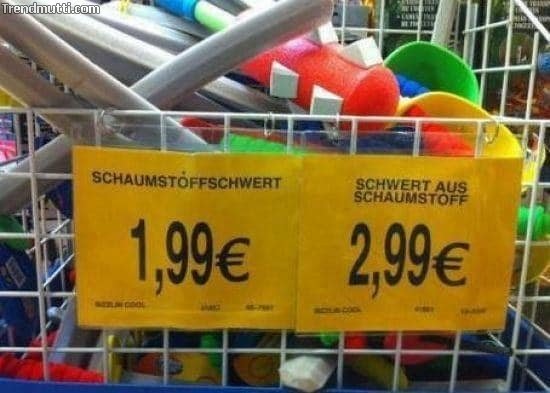 Trendmutti.com
SCHAUMSTOFFSCHWERT
1,99€
SCHWERT AUS
SCHAUMSTOFF
2,99€